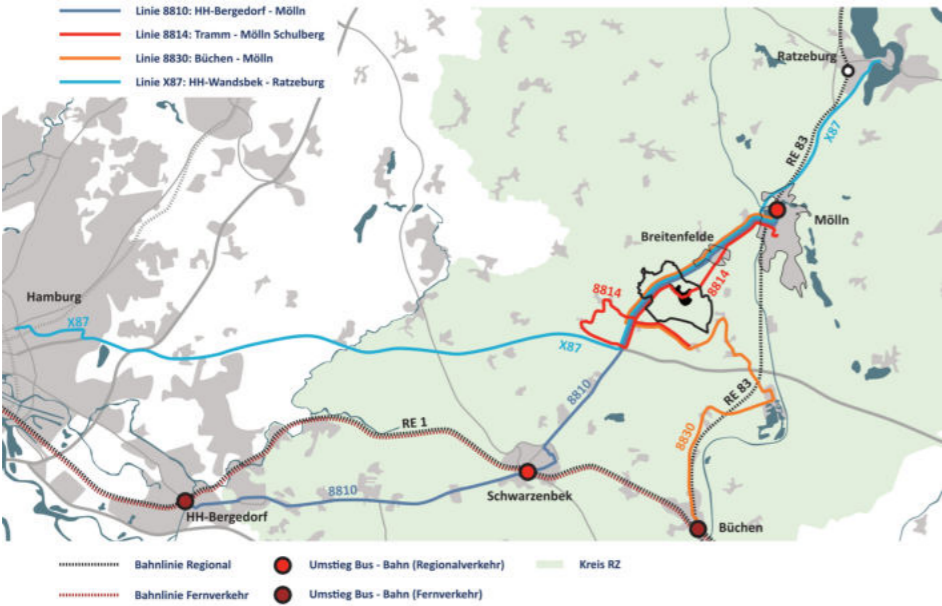 Linie 8810: HH-Bergedorf - Mölln
Linie 8814: Tramm - Mölln Schulberg
Linie 8830: Büchen - Mölln
Linie X87: HH-Wandsbek - Ratzeburg
Ratzeburg
RE 83
X87
Mölln
Breitenfelde
8814
8814
Hamburg
X87
X87
8810
RE 83
RE 1
8830
8810
Schwarzenbek
HH-Bergedorf
Büchen
Bahnlinie Regional
Umstieg Bus - Bahn (Regionalverkehr)
Kreis RZ
Bahnlinie Fernverkehr
Umstieg Bus - Bahn (Fernverkehr)